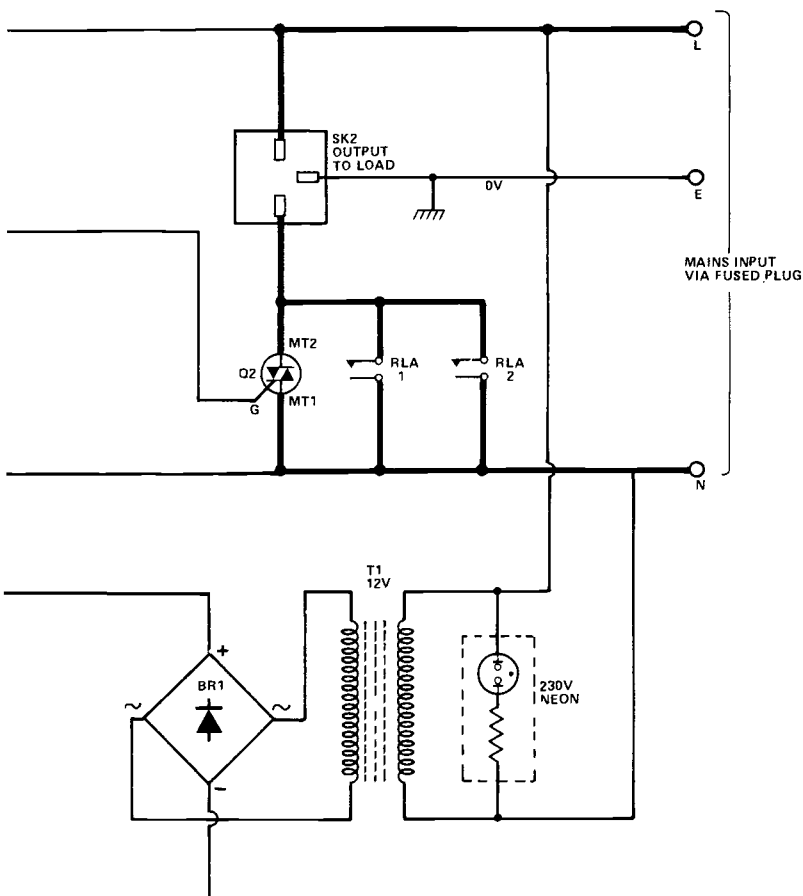 L
SK2
OUTPUT
TO LOAD
0V
E
MAINS INPUT
VIA FUSED PLUG
MT2
Q2
RLA
1
RLA
2
G
MT1
N
T1
12V
+
BR1
~
~
230V
NEON
-